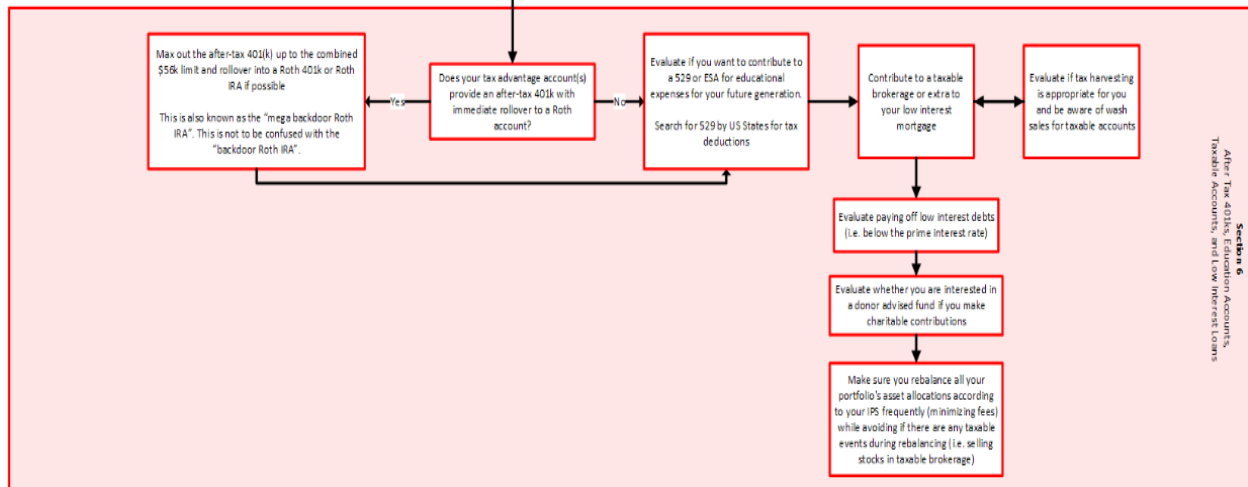 Max out the after-tax 401(k) up to the combined
$56k limit and rollover into a Roth 401k or Roth
IRA if possible
This is also known as the “mega backdoor Roth
IRA”. This is not to be confused with the
“backdoor Roth IRA”.
Yes
Does your tax advantage account(s)
provide an after-tax 401k with
immediate rollover to a Roth
account?
No
Evaluate if you want to contribute to
a 529 or ESA for educational
expenses for your future generation.
Search for 529 by US States for tax
deductions
Contribute to a taxable
brokerage or extra to
your low interest
mortgage
Evaluate if tax harvesting
is appropriate for you
and be aware of wash
sales for taxable accounts
Evaluate paying off low interest debts
(i.e. below the prime interest rate)
Evaluate whether you are interested in
a donor advised fund if you make
charitable contributions
Make sure you rebalance all your
portfolio's asset allocations according
to your IPS frequently (minimizing fees)
while avoiding if there are any taxable
events during rebalancing (i.e. selling
stocks in taxable brokerage)
Section 6
After Tax 401ks, Education Accounts,
Taxable Accounts, and Low Interest Loans